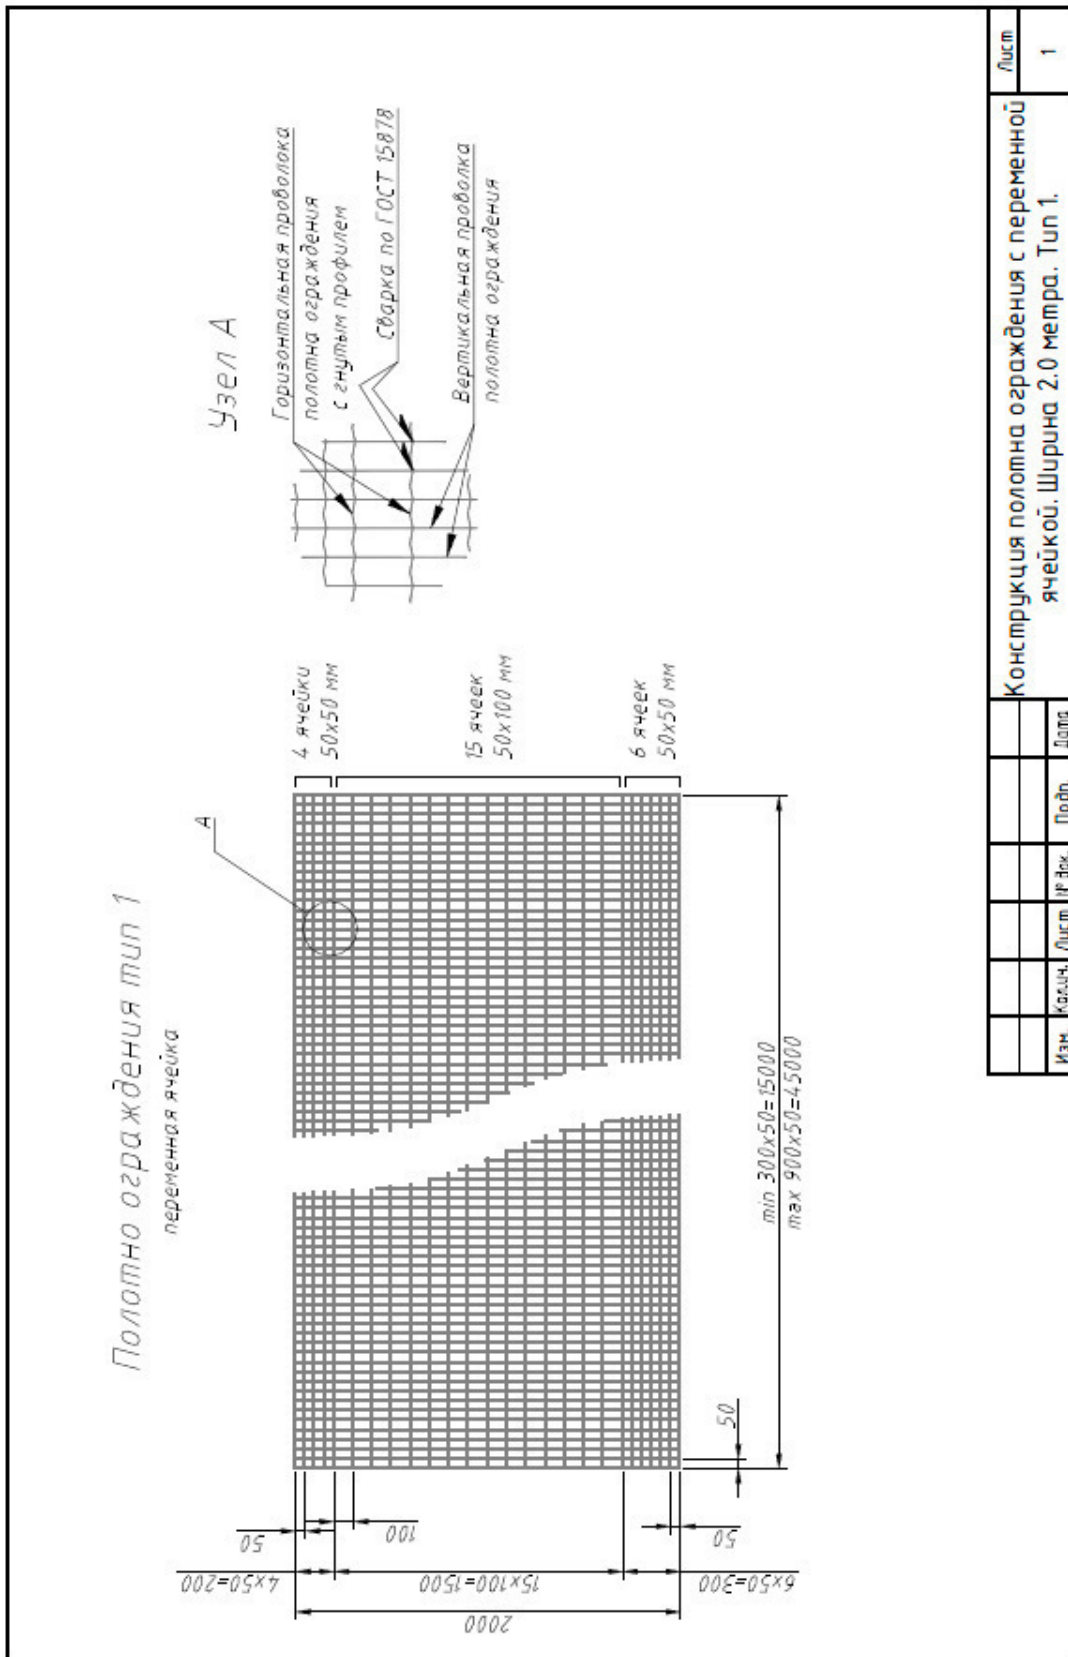 Полотно ограждения тип 1
переменная ячейка
А
4 ячейки
50х50 мм
15 ячеек
50х100 мм
6 ячеек
50х50 мм
50
100
50
4х50=200
15х100=1500
6х50=300
2000
50
min 300х50=15000
max 900х50=45000
Узел А
Горизонтальная проволока
полотна ограждения
с гнутым профилем
Сварка по ГОСТ 15878
Вертикальная проволка
полотна ограждения
Изм.
Кол.уч.
Лист
№ док.
Подп.
Дата
Конструкция полотна ограждения с переменной
ячейкой. Ширина 2.0 метра. Тип 1.
Лист
1